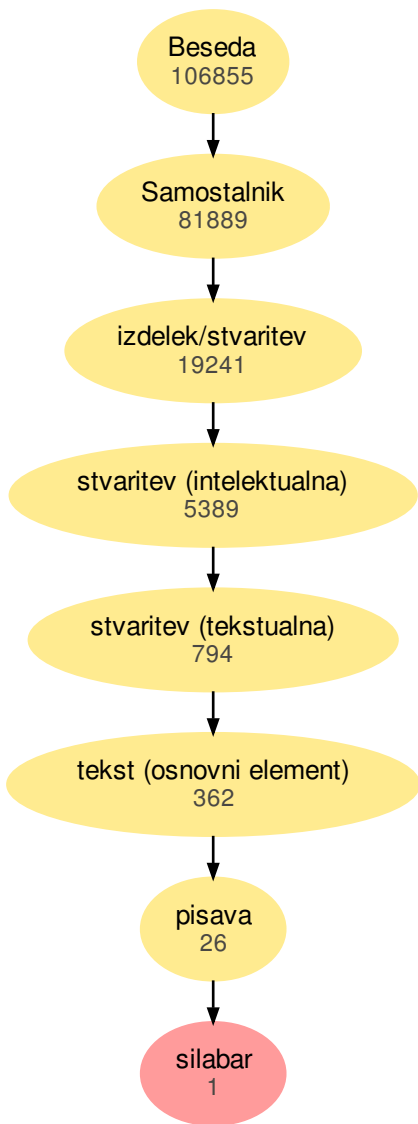 Beseda
106855
Samostalnik
81889
izdelek/stvaritev
19241
stvaritev (intelektualna)
5389
stvaritev (tekstualna)
794
tekst (osnovni element)
362
pisava
26
silabar
1